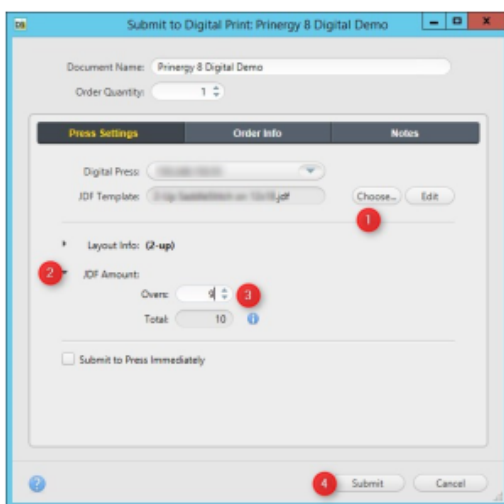 DS Submit to Digital Print: Prinergy 8 Digital Demo
Document Name: Prinergy 8 Digital Demo
Order Quantity: 1
Press Settings Order Info Notes
Digital Press:
JDF Template: .jdf Choose... Edit
1
Layout Info: (2-up)
2 JDF Amount:
Overs: 9 3
Total: 10
Submit to Press Immediately
4 Submit Cancel